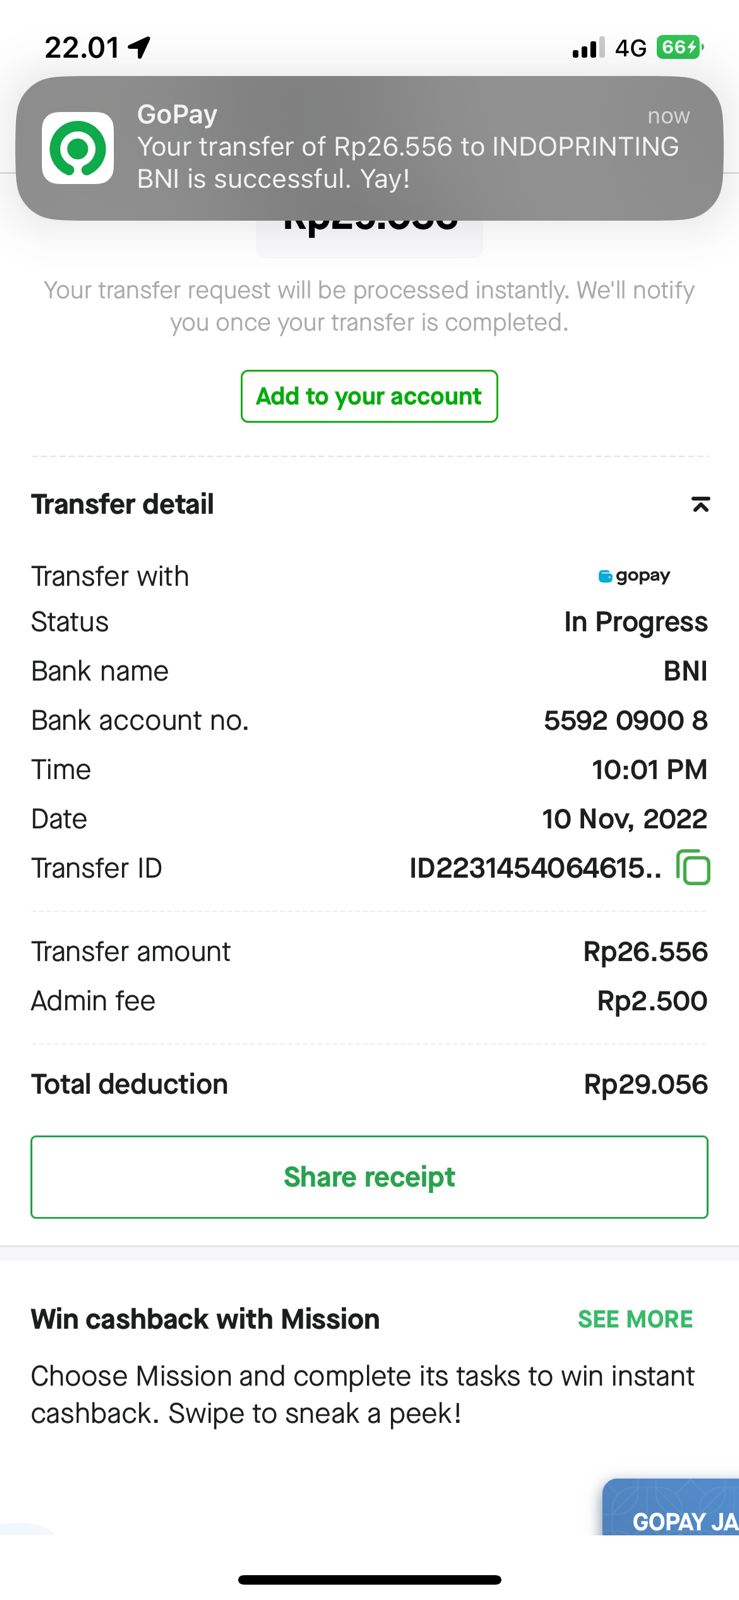 22.01
4G 66
GoPay now
Your transfer of Rp26.556 to INDOPRINTING
BNI is successful. Yay!
Your transfer request will be processed instantly. We'll notify
you once your transfer is completed.
Add to your account
Transfer detail
Transfer with gopay
Status In Progress
Bank name BNI
Bank account no. 5592 0900 8
Time 10:01 PM
Date 10 Nov, 2022
Transfer ID ID2231454064615..
Transfer amount Rp26.556
Admin fee Rp2.500
Total deduction Rp29.056
Share receipt
Win cashback with Mission SEE MORE
Choose Mission and complete its tasks to win instant
cashback. Swipe to sneak a peek!
GOPAY JA